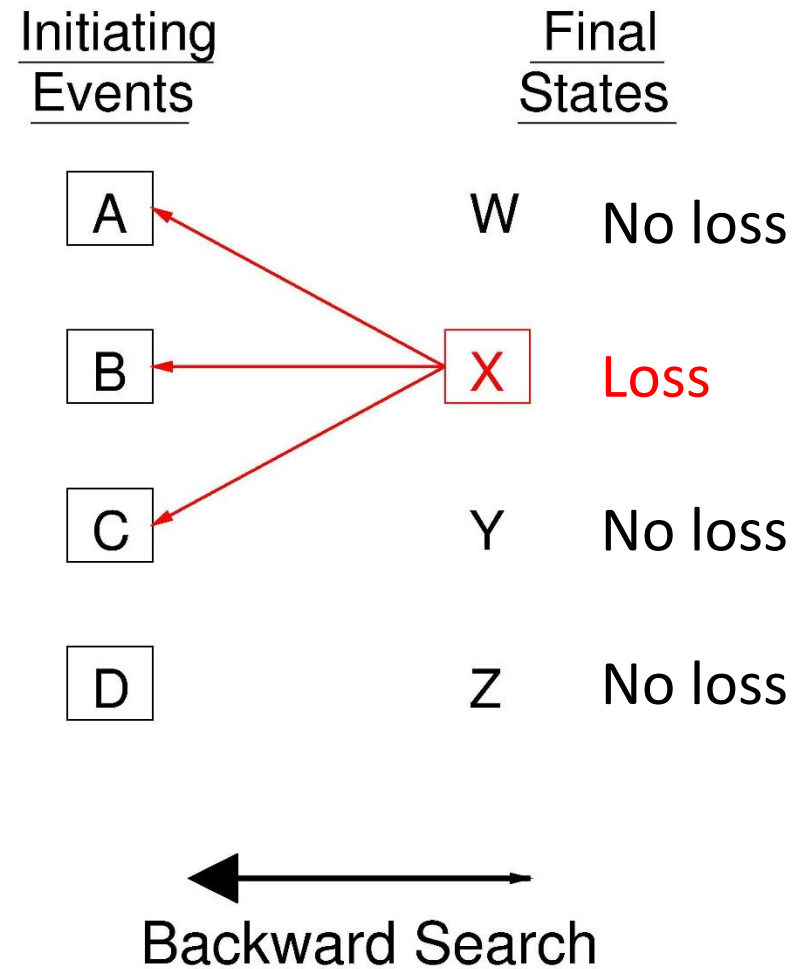 Initiating Final
Events States
A W No loss
B X Loss
C Y No loss
D Z No loss
Backward Search